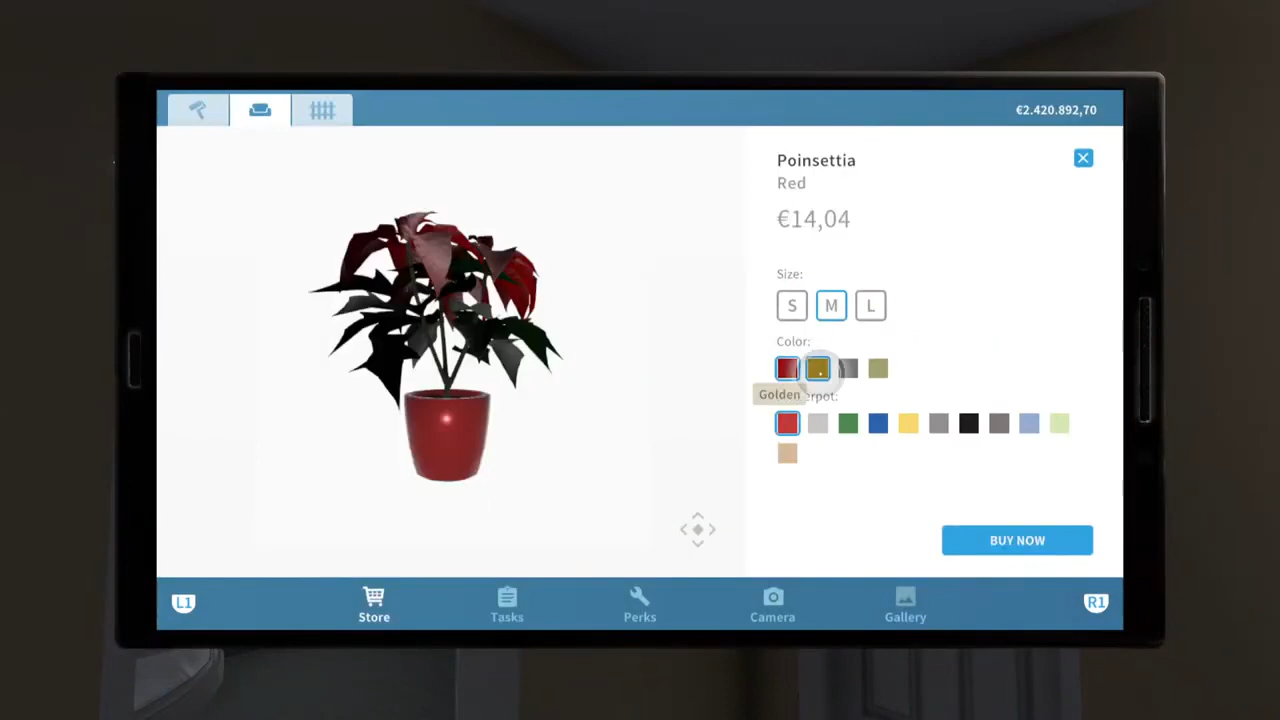 €2.420.892,70
Poinsettia
Red
€14,04
Size:
S M L
Color:
Golden
erpot:
BUY NOW
L1
Store
Tasks
Perks
Camera
Gallery
R1